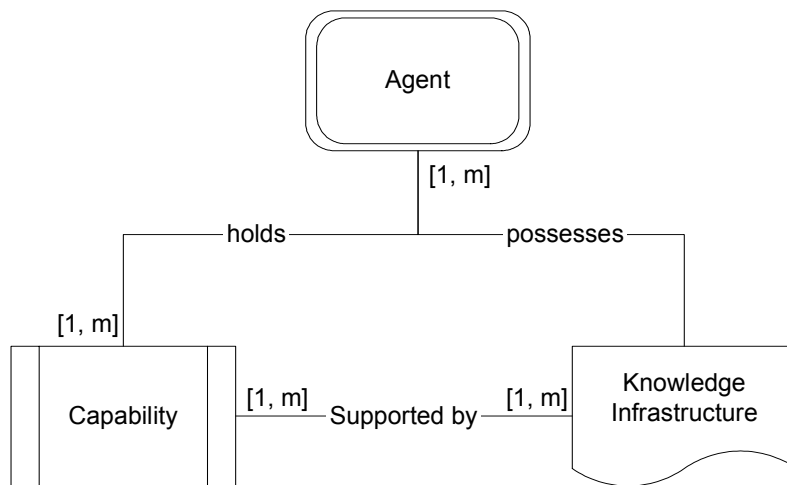 Agent
[1, m]
holds
possesses
[1, m]
Capability
[1, m]
Supported by
[1, m]
Knowledge
Infrastructure